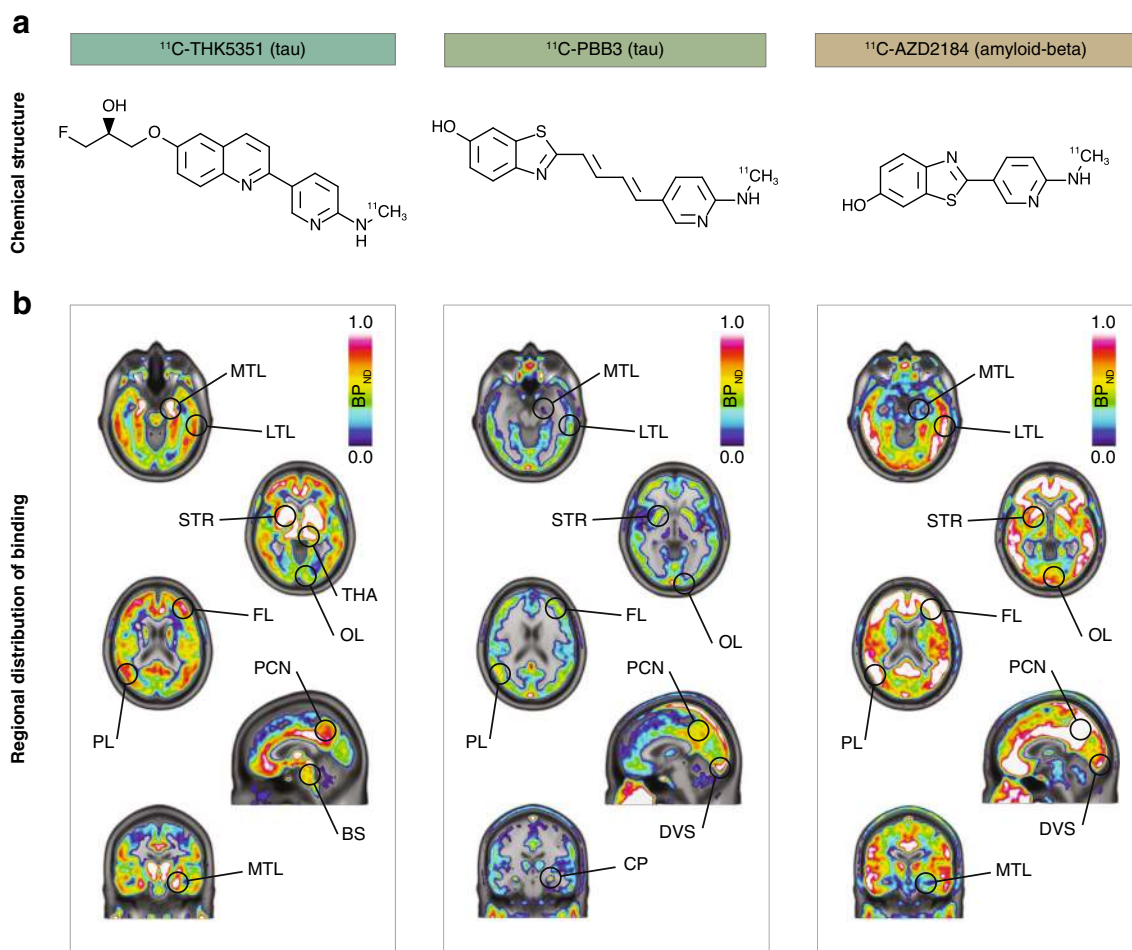 a
¹¹C-THK5351 (tau)
¹¹C-PBB3 (tau)
¹¹C-AZD2184 (amyloid-beta)
Chemical structure
OH
F
O
N
N
N
H
¹¹CH₃
HO
S
N
N
NH
¹¹CH₃
HO
N
S
N
NH
¹¹CH₃
b
Regional distribution of binding
1.0
BP_ND
0.0
MTL
LTL
STR
THA
OL
FL
PL
PCN
BS
MTL
1.0
BP_ND
0.0
MTL
LTL
STR
OL
FL
PL
PCN
DVS
CP
1.0
BP_ND
0.0
MTL
LTL
STR
OL
FL
PL
PCN
DVS
MTL